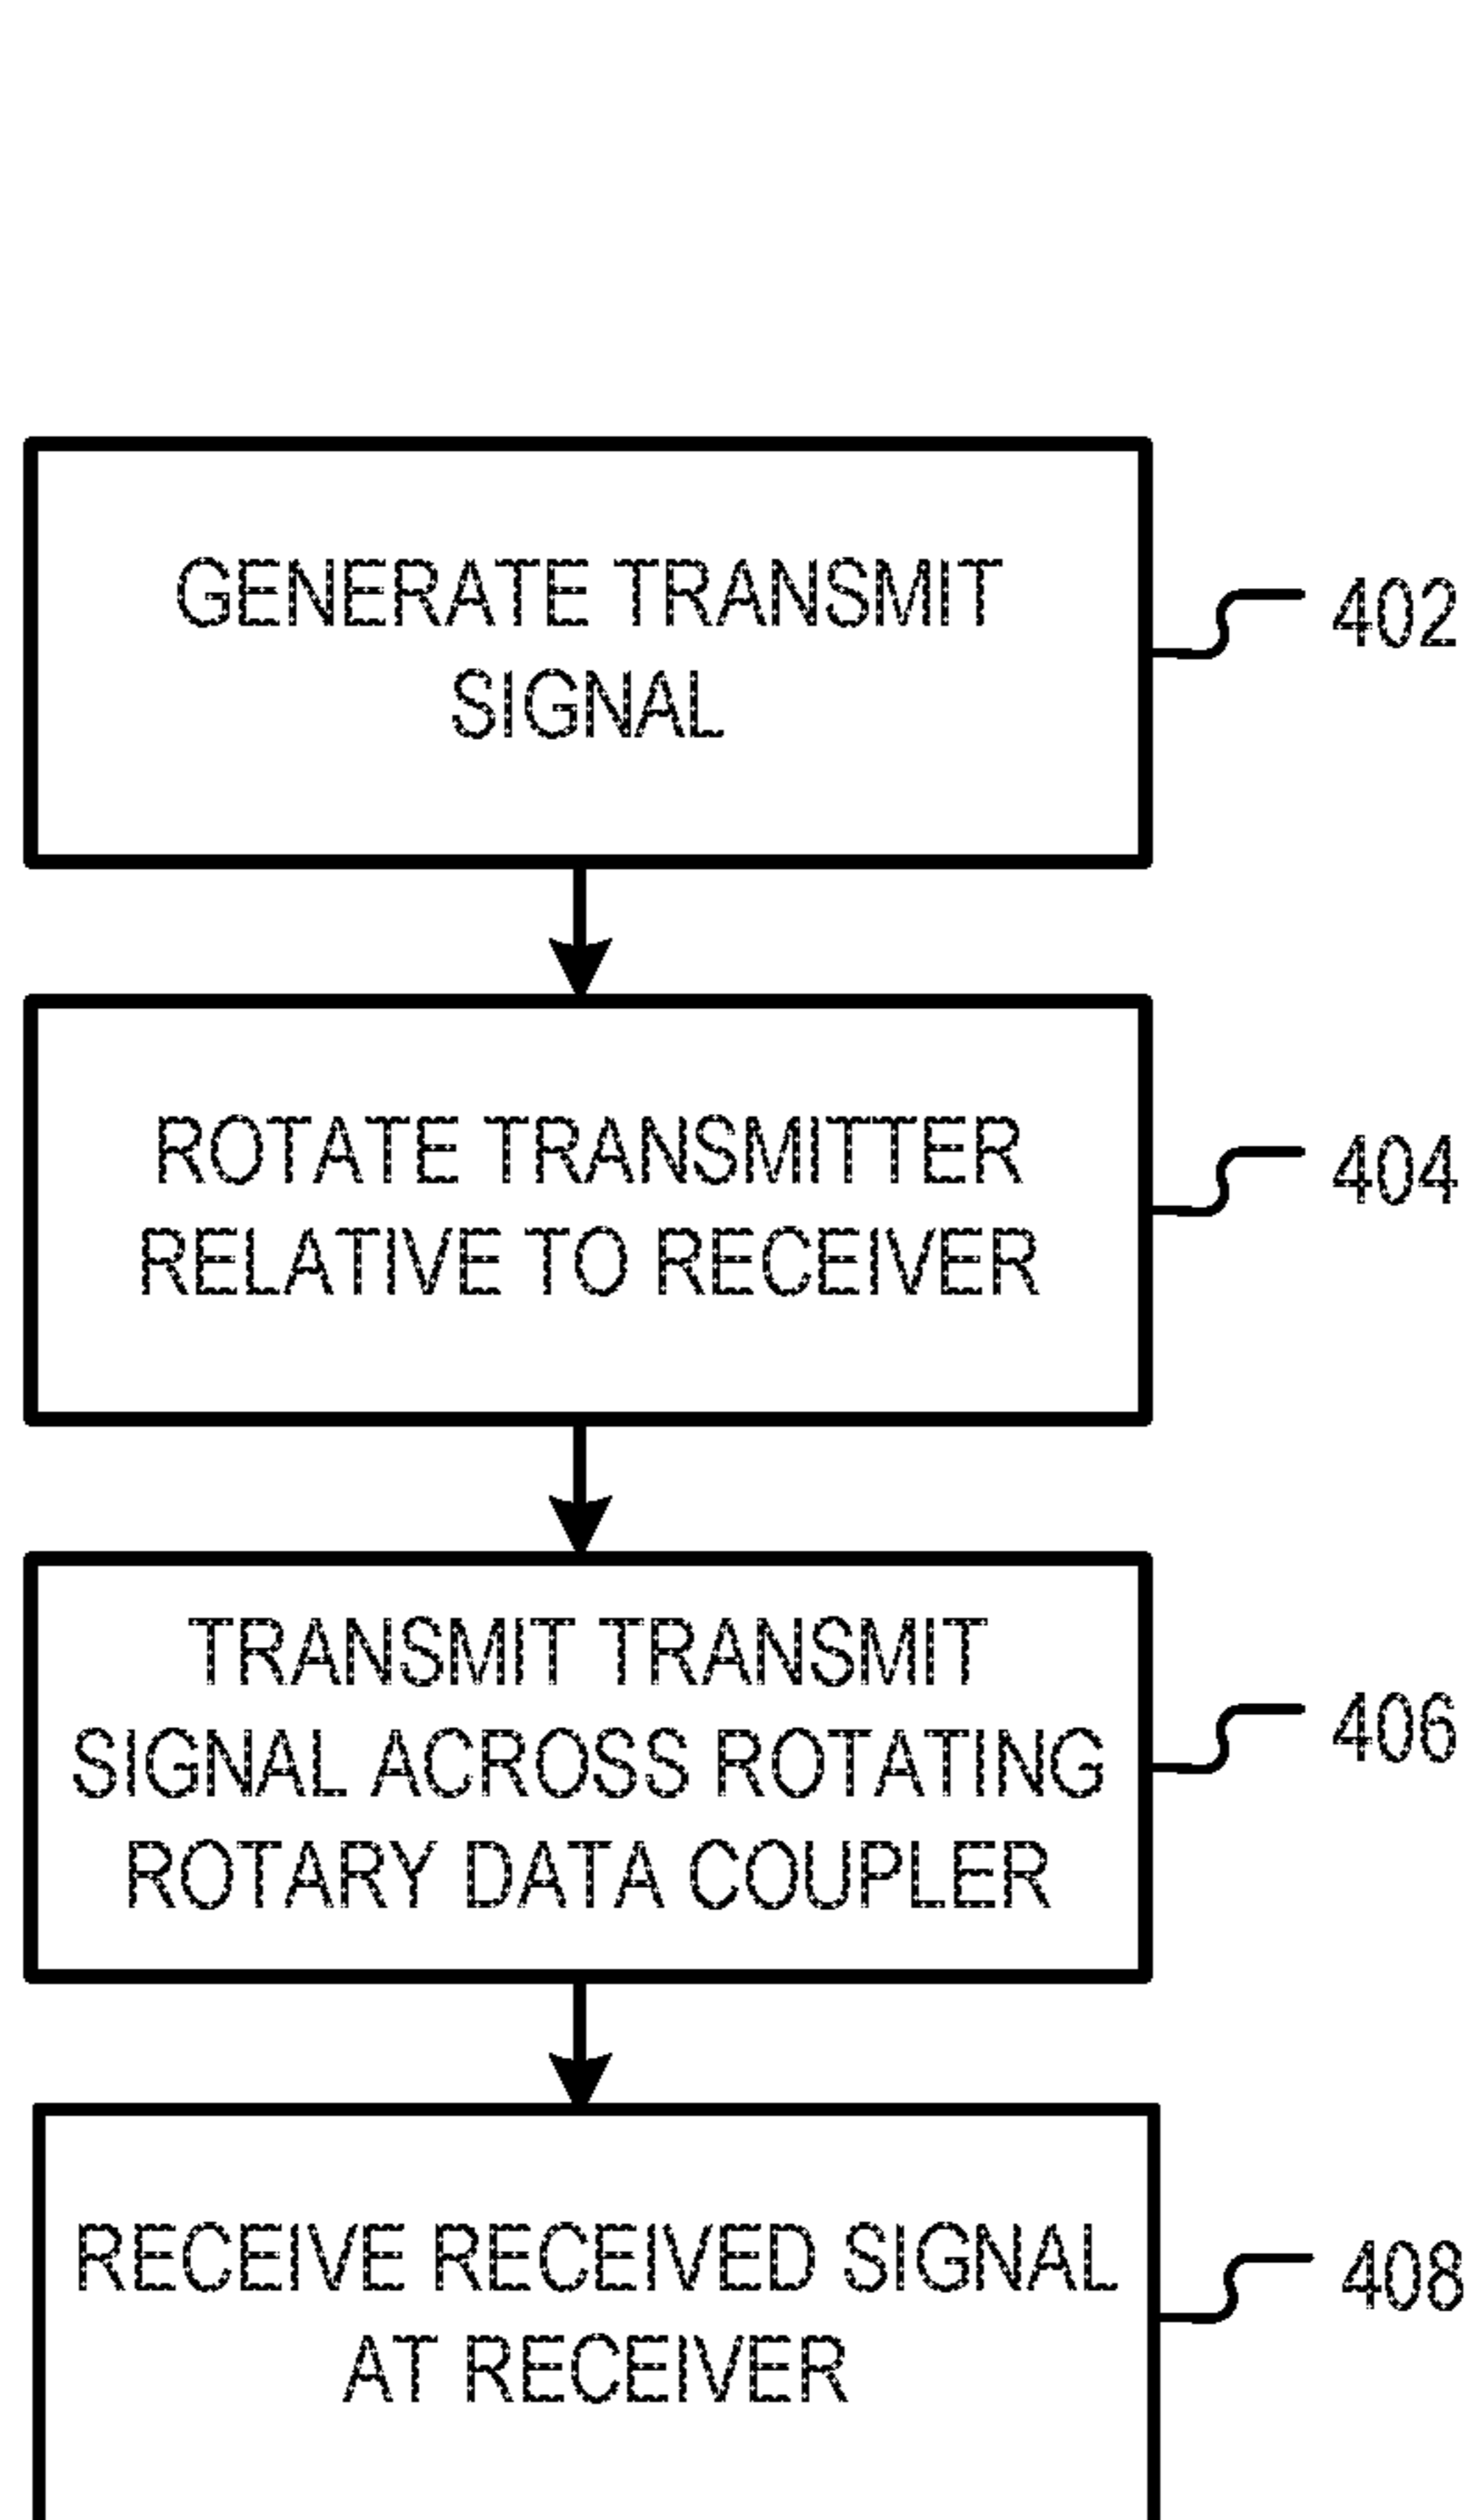 GENERATE TRANSMIT
SIGNAL
402
ROTATE TRANSMITTER
RELATIVE TO RECEIVER
404
TRANSMIT TRANSMIT
SIGNAL ACROSS ROTATING
ROTARY DATA COUPLER
406
RECEIVE RECEIVED SIGNAL
AT RECEIVER
408